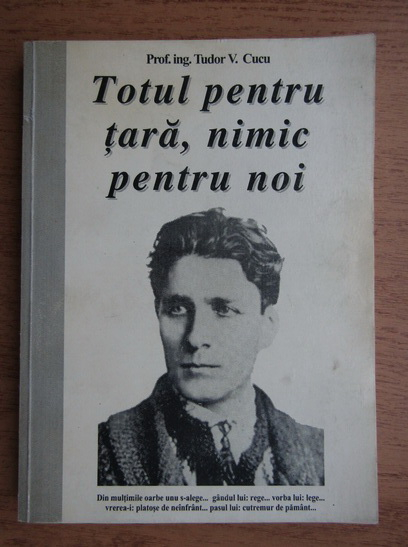 Prof. ing. Tudor V. Cucu
Totul pentru
țară, nimic
pentru noi
Din mulțimile oarbe unu s-alege... gândul lui: rege... vorba lui: lege...
vrerea-i: platoșe de neînfrânt... pasul lui: cutremur de pământ...